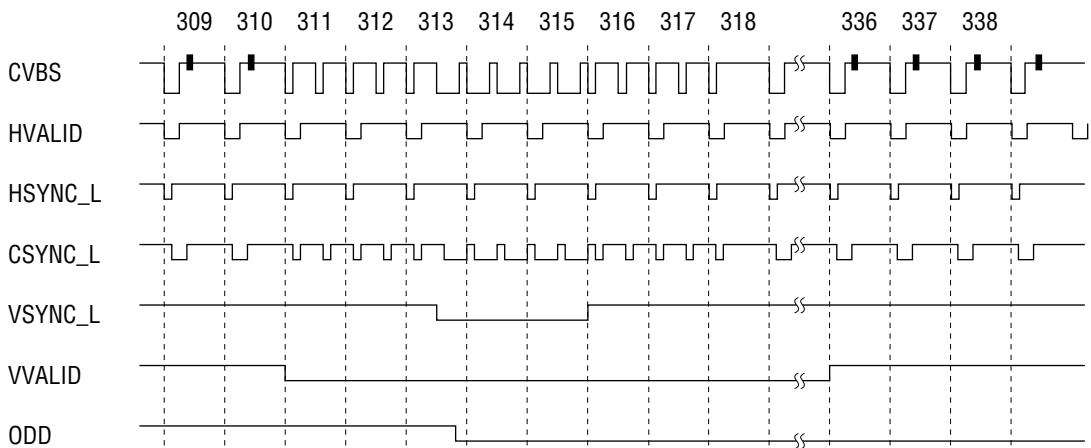 309 310 311 312 313 314 315 316 317 318 336 337 338
CVBS
HVALID
HSYNC_L
CSYNC_L
VSYNC_L
VVALID
ODD